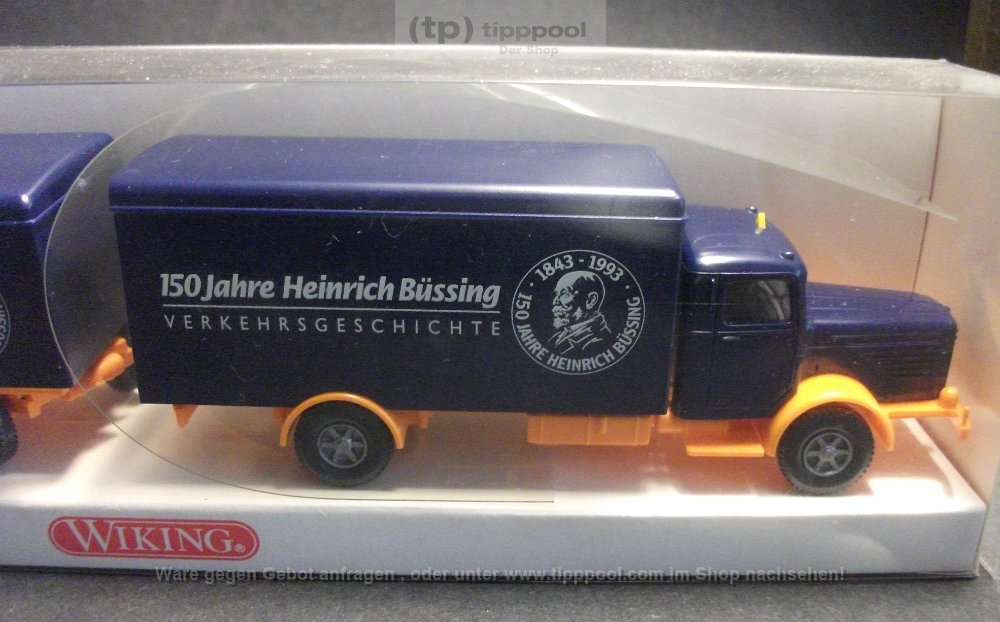 (tp) tipppool
Der Shop
150 Jahre Heinrich Büssing
VERKEHRSGESCHICHTE
1843 - 1993
150 JAHRE HEINRICH BÜSSING
WIKING®
Ware gegen Gebot anfragen , oder unter www.tipppool.com im Shop nachsehen!